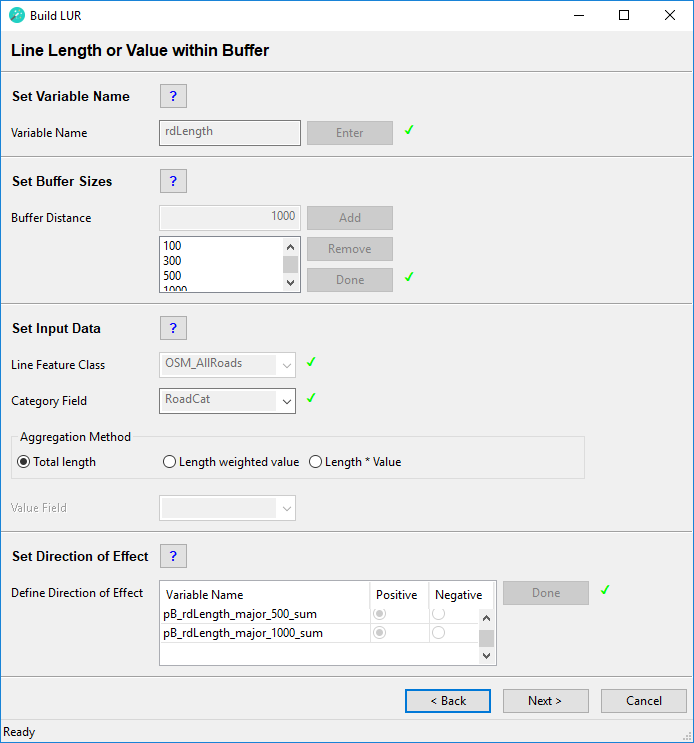 Build LUR
Line Length or Value within Buffer
Set Variable Name ?
Variable Name rdLength Enter
Set Buffer Sizes ?
Buffer Distance 1000 Add
100
300
500
1000
Remove
Done
Set Input Data ?
Line Feature Class OSM_AllRoads
Category Field RoadCat
Aggregation Method
Total length Length weighted value Length * Value
Value Field
Set Direction of Effect ?
Define Direction of Effect Variable Name Positive Negative Done
pB_rdLength_major_500_sum
pB_rdLength_major_1000_sum
< Back Next > Cancel
Ready